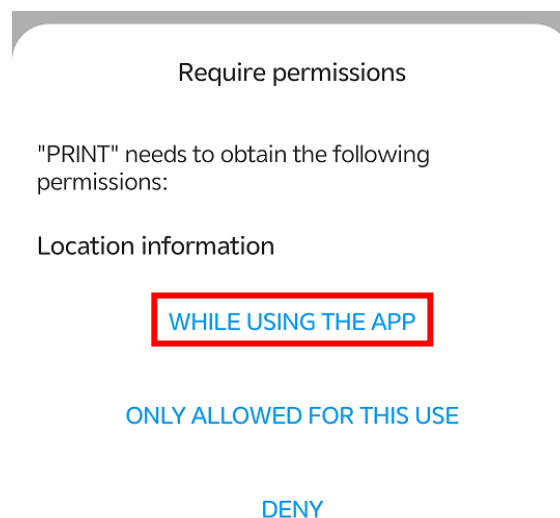 Require permissions
"PRINT" needs to obtain the following
permissions:
Location information
WHILE USING THE APP
ONLY ALLOWED FOR THIS USE
DENY